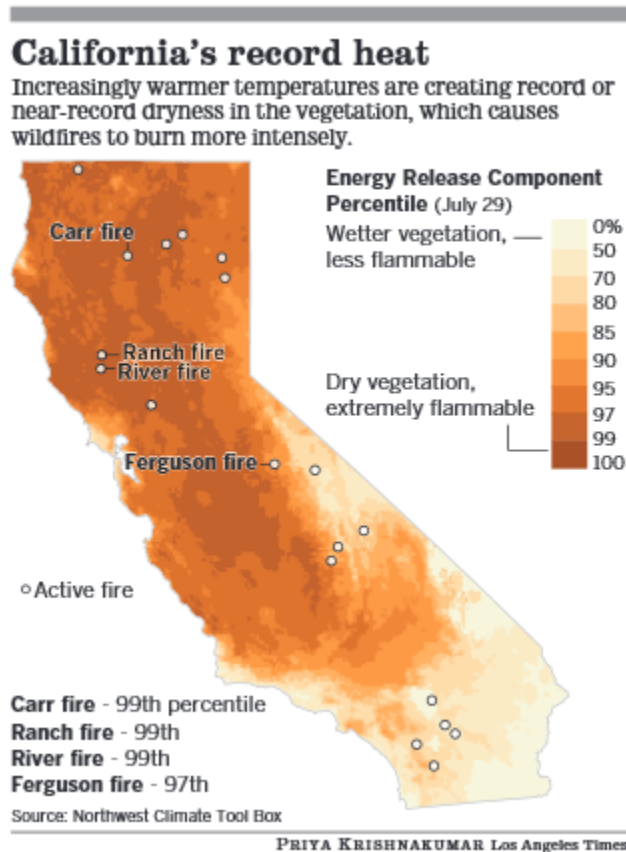 California's record heat
Increasingly warmer temperatures are creating record or
near-record dryness in the vegetation, which causes
wildfires to burn more intensely.
Energy Release Component
Percentile (July 29)
Wetter vegetation,
less flammable
0%
50
70
80
85
90
95
97
99
100
Dry vegetation,
extremely flammable
Carr fire
Ranch fire
River fire
Ferguson fire
Active fire
Carr fire - 99th percentile
Ranch fire - 99th
River fire - 99th
Ferguson fire - 97th
Source: Northwest Climate Tool Box
PRIYA KRISHNAKUMAR Los Angeles Times